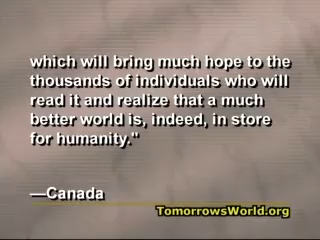 which will bring much hope to the
thousands of individuals who will
read it and realize that a much
better world is, indeed, in store
for humanity."
—Canada
TomorrowsWorld.org